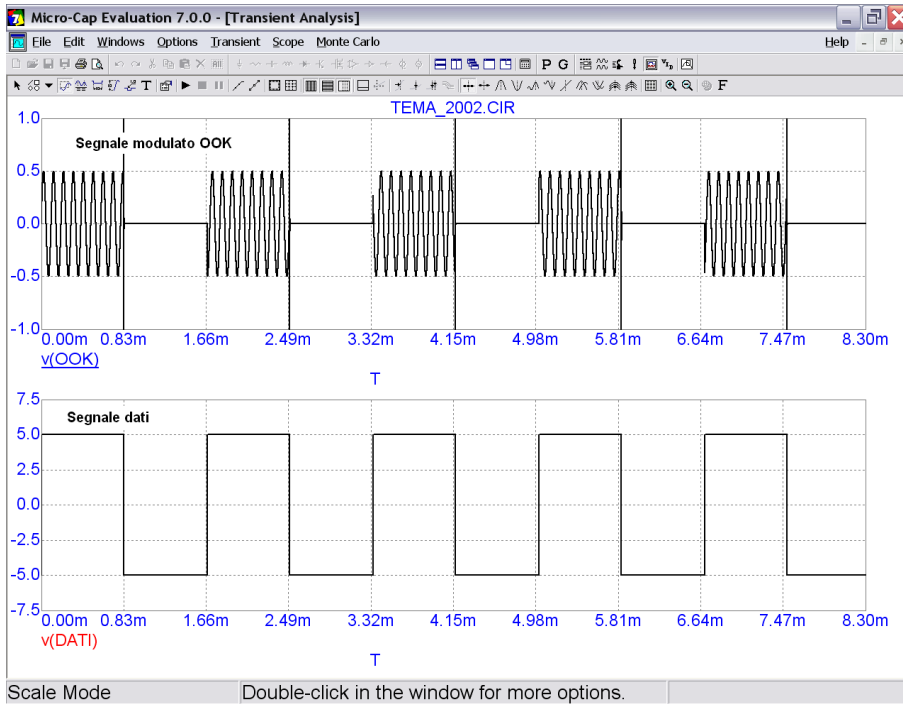 Micro-Cap Evaluation 7.0.0 - [Transient Analysis]
File Edit Windows Options Transient Scope Monte Carlo Help
T P G F
TEMA_2002.CIR
Segnale modulato OOK
1.0
0.5
0.0
-0.5
-1.0
0.00m 0.83m 1.66m 2.49m 3.32m 4.15m 4.98m 5.81m 6.64m 7.47m 8.30m
v(OOK)
T
Segnale dati
7.5
5.0
2.5
0.0
-2.5
-5.0
-7.5
0.00m 0.83m 1.66m 2.49m 3.32m 4.15m 4.98m 5.81m 6.64m 7.47m 8.30m
v(DATI)
T
Scale Mode Double-click in the window for more options.